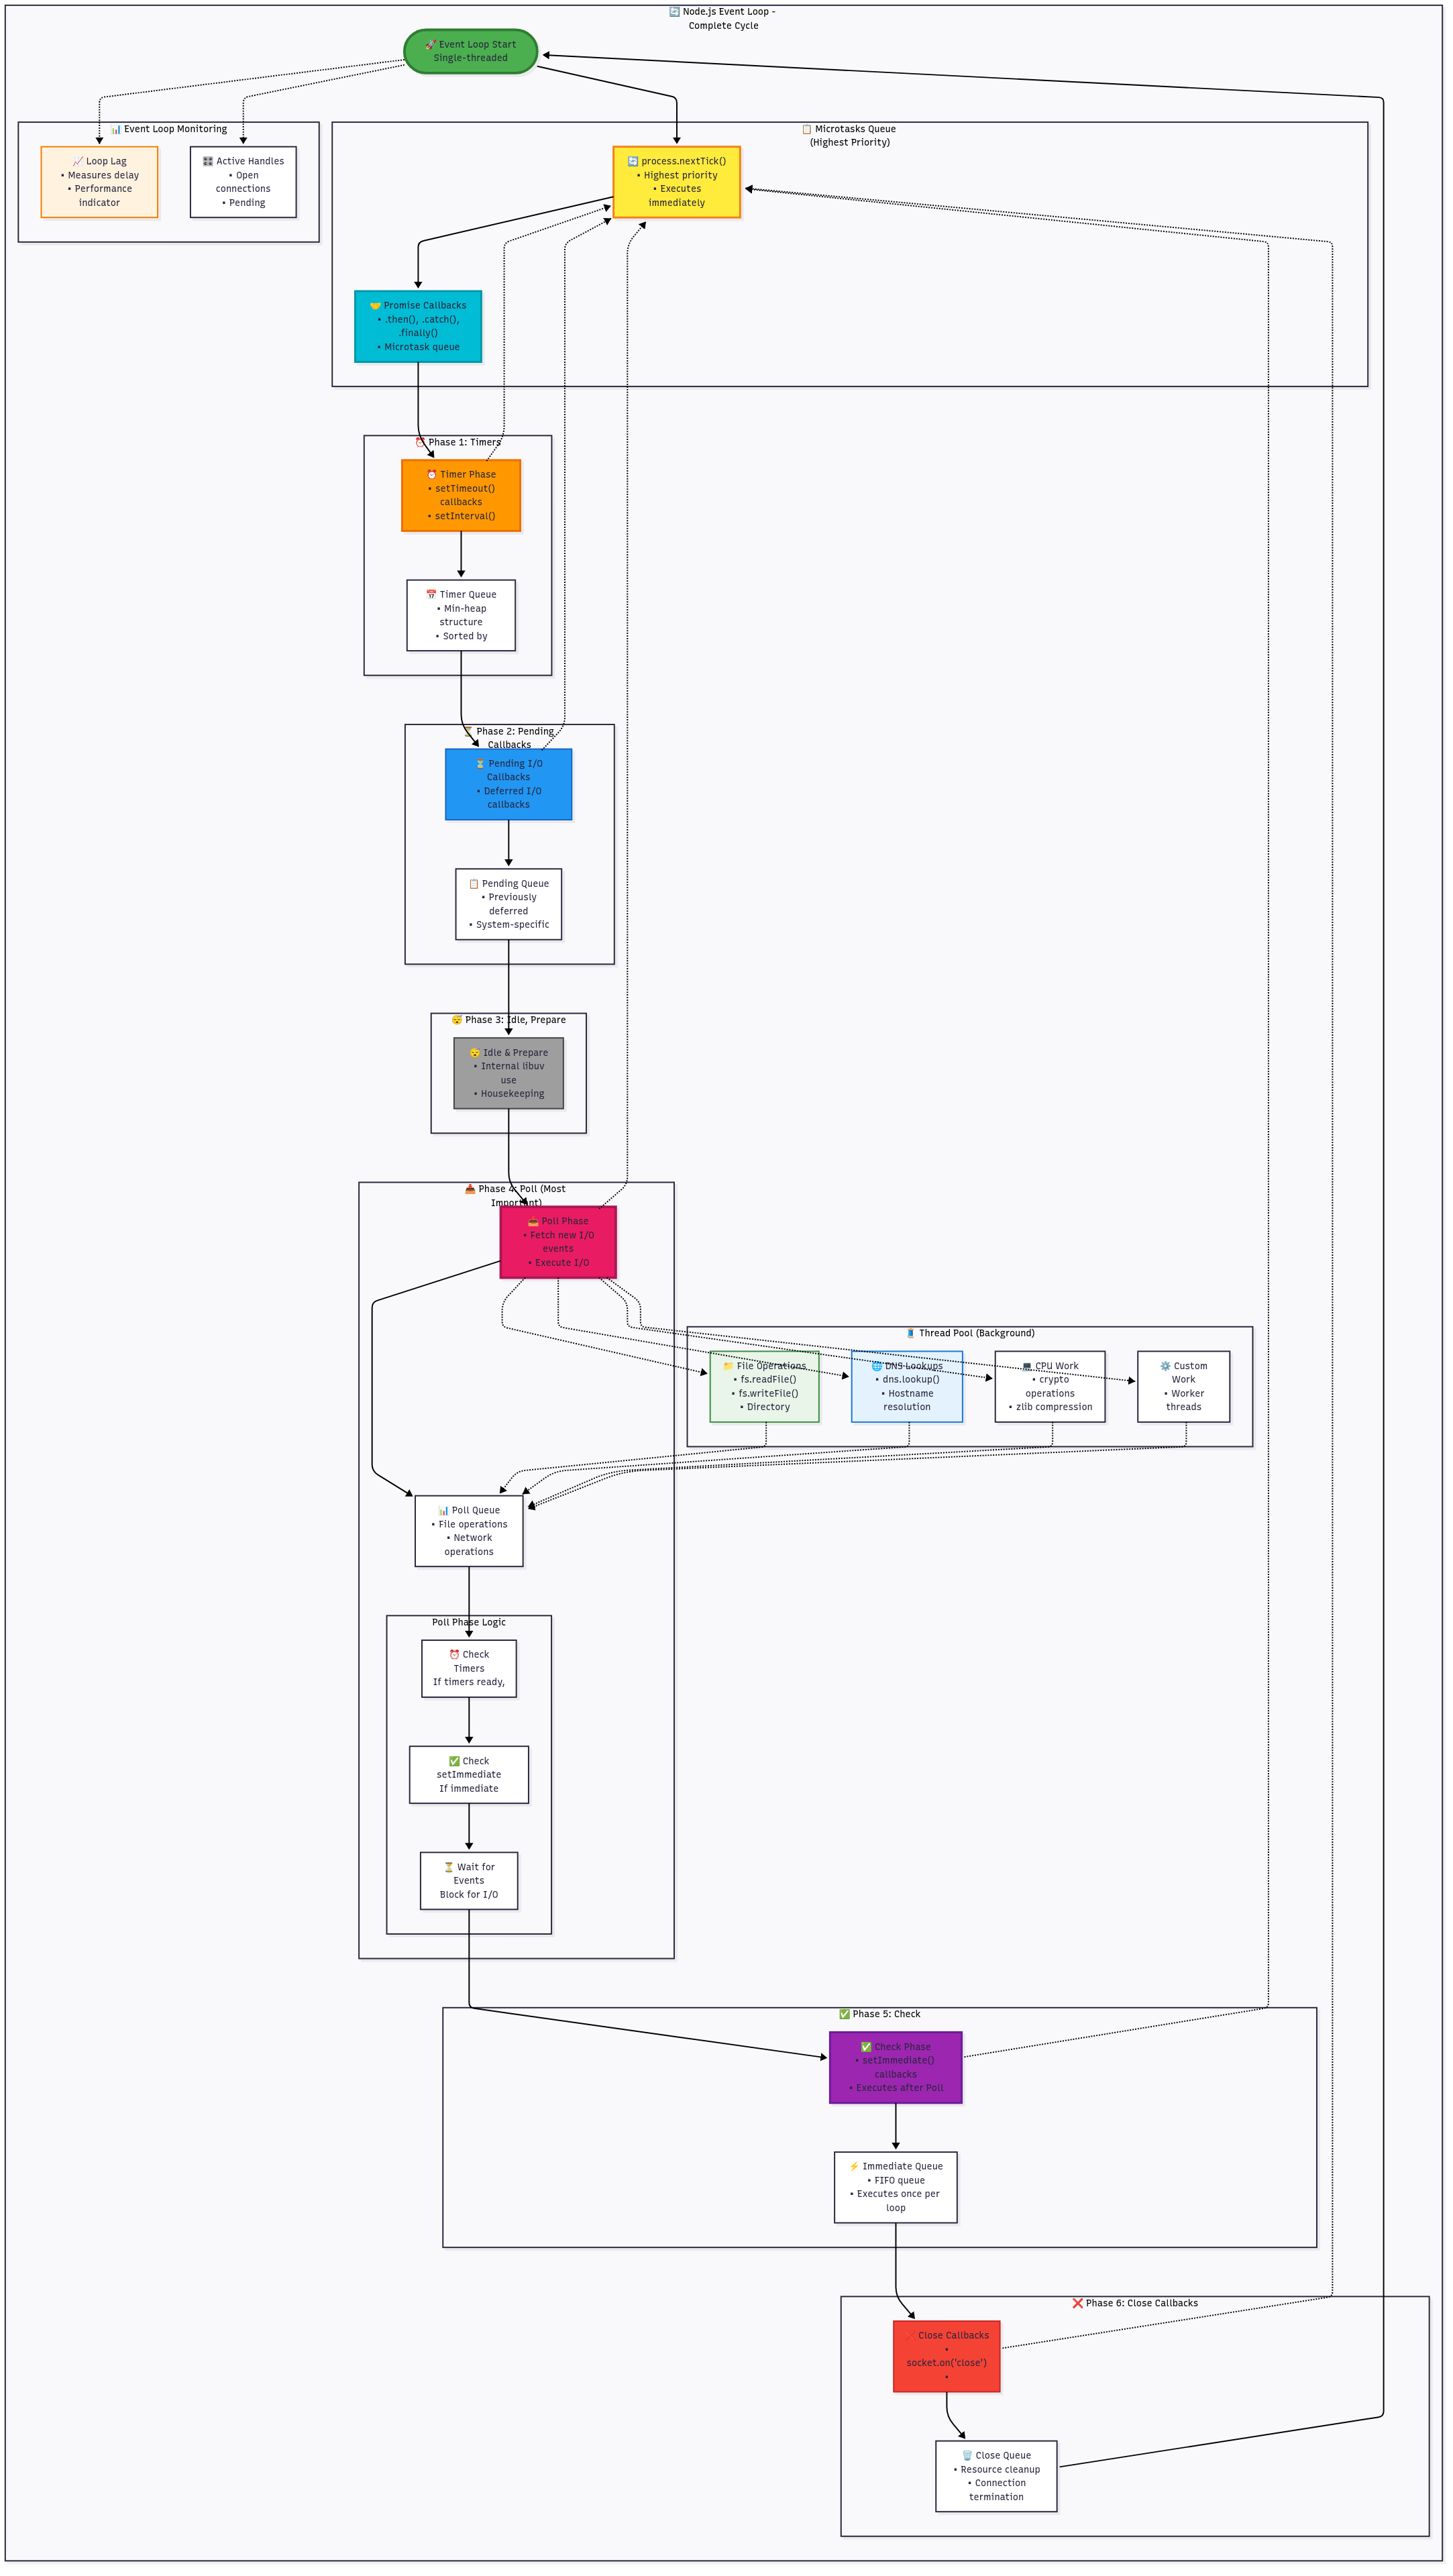 🔄 Node.js Event Loop -
Complete Cycle
🚀 Event Loop Start
Single-threaded
📊 Event Loop Monitoring
📈 Loop Lag
• Measures delay
• Performance
indicator
🎛️ Active Handles
• Open
connections
• Pending
📋 Microtasks Queue
(Highest Priority)
🔄 process.nextTick()
• Highest priority
• Executes
immediately
🤝 Promise Callbacks
• .then(), .catch(),
.finally()
• Microtask queue
⏰ Phase 1: Timers
⏰ Timer Phase
• setTimeout()
callbacks
• setInterval()
📅 Timer Queue
• Min-heap
structure
• Sorted by
⏳ Phase 2: Pending
Callbacks
⏳ Pending I/O
Callbacks
• Deferred I/O
callbacks
📋 Pending Queue
• Previously
deferred
• System-specific
😴 Phase 3: Idle, Prepare
😴 Idle & Prepare
• Internal libuv
use
• Housekeeping
📥 Phase 4: Poll (Most
Important)
📥 Poll Phase
• Fetch new I/O
events
• Execute I/O
🧵 Thread Pool (Background)
📁 File Operations
• fs.readFile()
• fs.writeFile()
• Directory
🌐 DNS Lookups
• dns.lookup()
• Hostname
resolution
💻 CPU Work
• crypto
operations
• zlib compression
⚙️ Custom
Work
• Worker
threads
📊 Poll Queue
• File operations
• Network
operations
Poll Phase Logic
⏰ Check
Timers
If timers ready,
✅ Check
setImmediate
If immediate
⏳ Wait for
Events
Block for I/O
✅ Phase 5: Check
✅ Check Phase
• setImmediate()
callbacks
• Executes after Poll
⚡ Immediate Queue
• FIFO queue
• Executes once per
loop
❌ Phase 6: Close Callbacks
❌ Close Callbacks
•
socket.on('close')
•
🗑️ Close Queue
• Resource cleanup
• Connection
termination